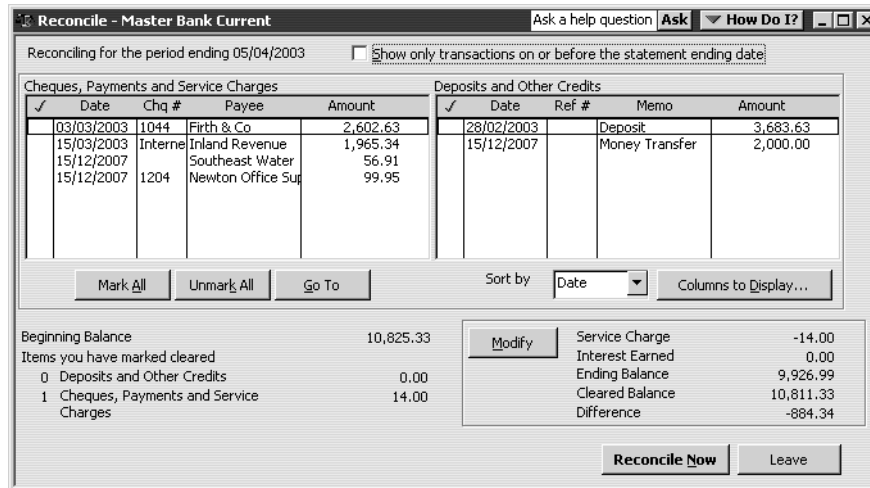 Reconcile - Master Bank Current Ask a help question Ask How Do I?
Reconciling for the period ending 05/04/2003 Show only transactions on or before the statement ending date
Cheques, Payments and Service Charges Deposits and Other Credits
✓ Date Chq # Payee Amount ✓ Date Ref # Memo Amount
03/03/2003 1044 Firth & Co 2,602.63 28/02/2003 Deposit 3,683.63
15/03/2003 Interne Inland Revenue 1,965.34 15/12/2007 Money Transfer 2,000.00
15/12/2007 Southeast Water 56.91
15/12/2007 1204 Newton Office Sup 99.95
Mark All Unmark All Go To Sort by Date Columns to Display...
Beginning Balance 10,825.33
Items you have marked cleared
0 Deposits and Other Credits 0.00
1 Cheques, Payments and Service 14.00
Charges
Modify Service Charge -14.00
Interest Earned 0.00
Ending Balance 9,926.99
Cleared Balance 10,811.33
Difference -884.34
Reconcile Now Leave